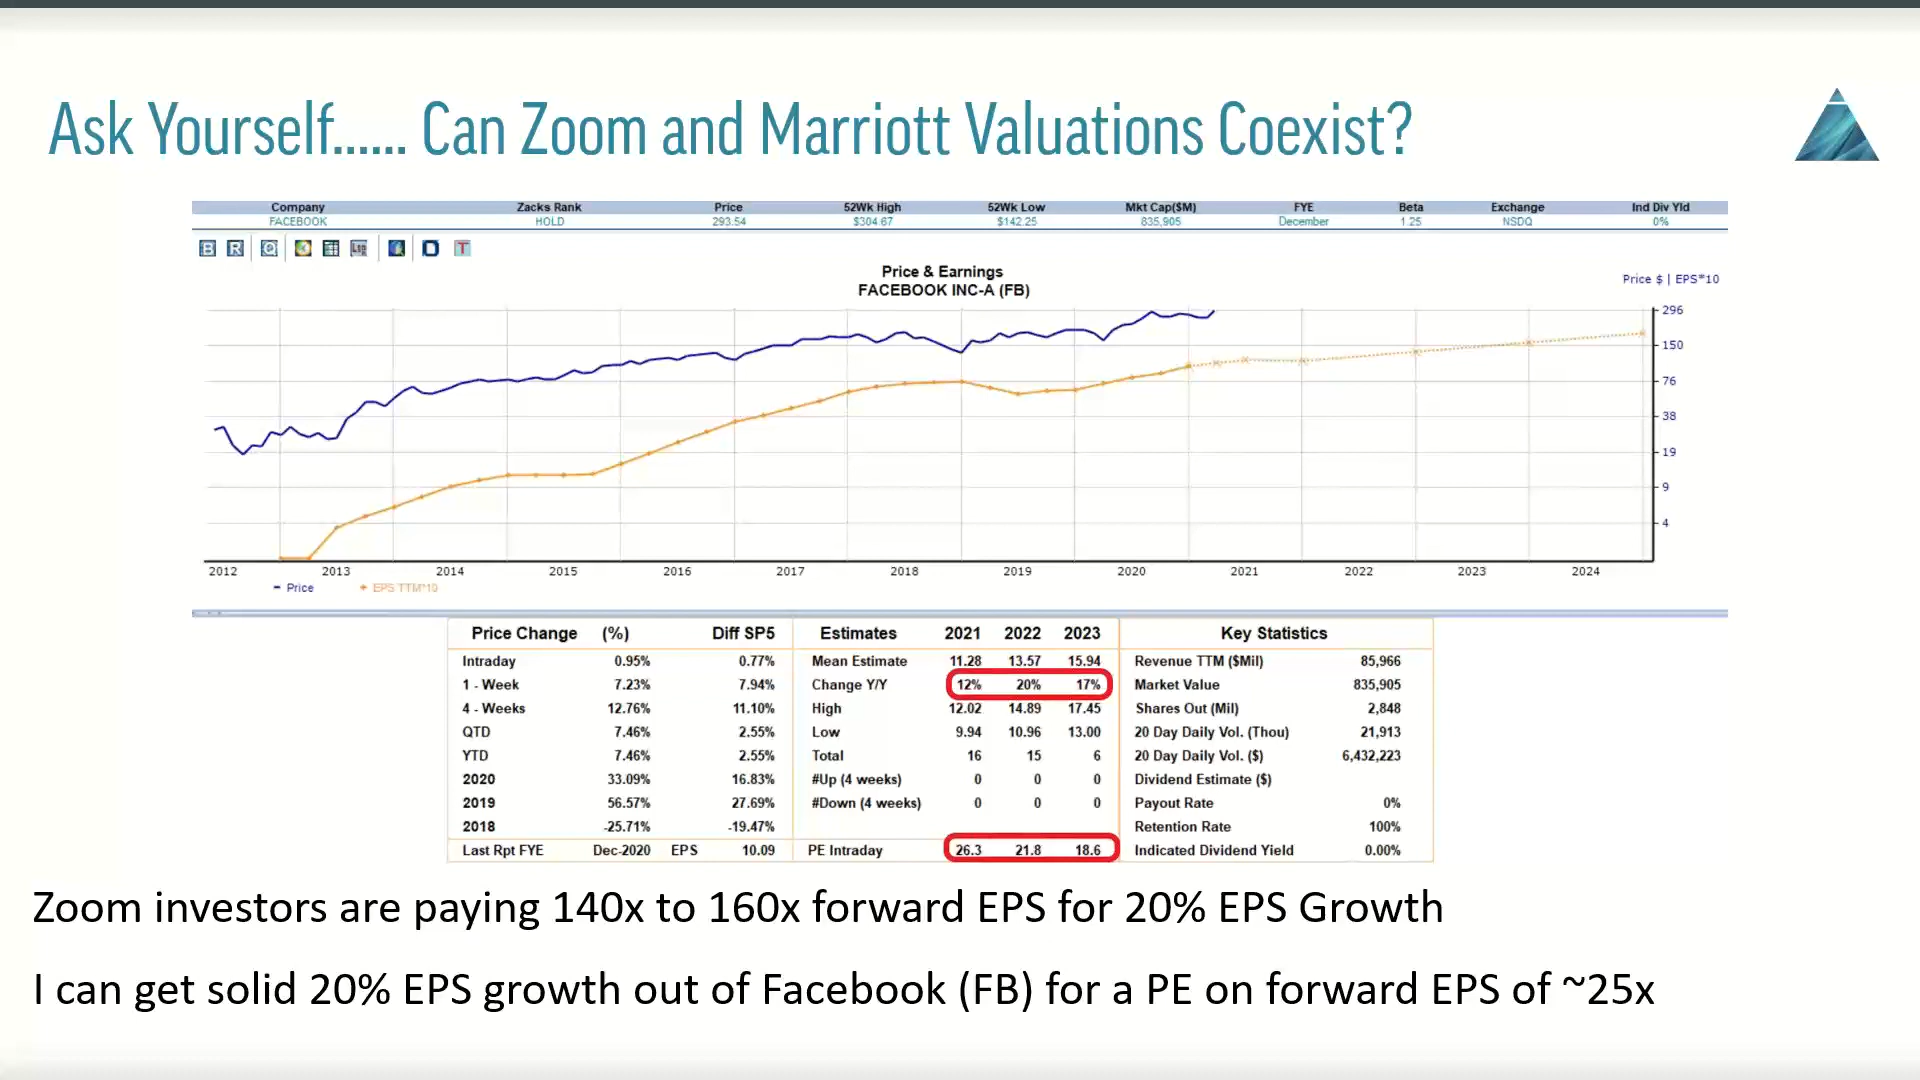 Ask Yourself...... Can Zoom and Marriott Valuations Coexist?
Company Zacks Rank Price 52Wk High 52Wk Low Mkt Cap($M) FYE Beta Exchange Ind Div Yld
FACEBOOK HOLD 293.54 $304.67 $142.25 835,905 December 1.25 NSDQ 0%
B R
Price & Earnings
FACEBOOK INC-A (FB)
Price $ | EPS*10
296
150
76
38
19
9
4
2012 2013 2014 2015 2016 2017 2018 2019 2020 2021 2022 2023 2024
Price EPS TTM*10
Price Change (%) Diff SP5 Estimates 2021 2022 2023 Key Statistics
Intraday 0.95% 0.77% Mean Estimate 11.28 13.57 15.94 Revenue TTM ($Mil) 85,966
1 - Week 7.23% 7.94% Change Y/Y 12% 20% 17% Market Value 835,905
4 - Weeks 12.76% 11.10% High 12.02 14.89 17.45 Shares Out (Mil) 2,848
QTD 7.46% 2.55% Low 9.94 10.96 13.00 20 Day Daily Vol. (Thou) 21,913
YTD 7.46% 2.55% Total 16 15 6 20 Day Daily Vol. ($) 6,432,223
2020 33.09% 16.83% #Up (4 weeks) 0 0 0 Dividend Estimate ($)
2019 56.57% 27.69% #Down (4 weeks) 0 0 0 Payout Rate 0%
2018 -25.71% -19.47% Retention Rate 100%
Last Rpt FYE Dec-2020 EPS 10.09 PE Intraday 26.3 21.8 18.6 Indicated Dividend Yield 0.00%
Zoom investors are paying 140x to 160x forward EPS for 20% EPS Growth
I can get solid 20% EPS growth out of Facebook (FB) for a PE on forward EPS of ~25x